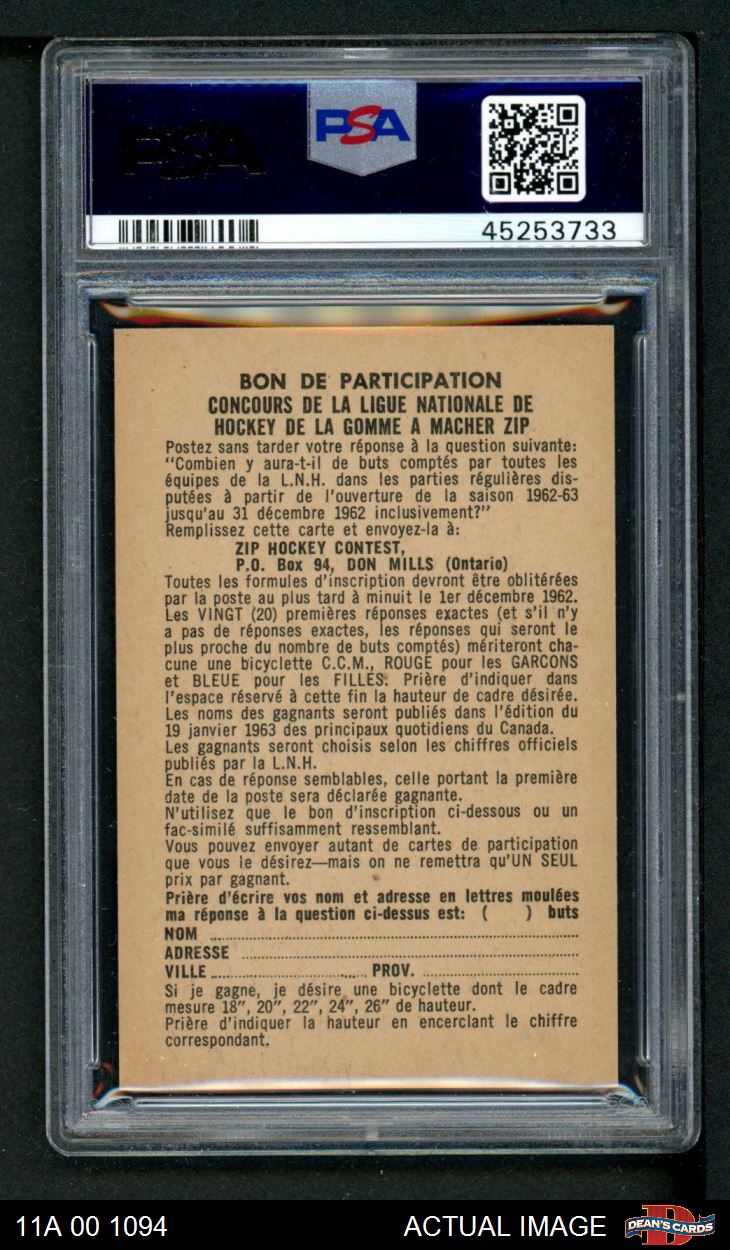 PSA
PSA
45253733
BON DE PARTICIPATION
CONCOURS DE LA LIGUE NATIONALE DE
HOCKEY DE LA GOMME A MACHER ZIP
Postez sans tarder votre réponse à la question suivante:
"Combien y aura-t-il de buts comptés par toutes les
équipes de la L.N.H. dans les parties régulières dis-
putées à partir de l'ouverture de la saison 1962-63
jusqu'au 31 décembre 1962 inclusivement?"
Remplissez cette carte et envoyez-la à:
ZIP HOCKEY CONTEST,
P.O. Box 94, DON MILLS (Ontario)
Toutes les formules d'inscription devront être oblitérées
par la poste au plus tard à minuit le 1er décembre 1962.
Les VINGT (20) premières réponses exactes (et s'il n'y
a pas de réponses exactes, les réponses qui seront le
plus proche du nombre de buts comptés) mériteront cha-
cune une bicyclette C.C.M., ROUGE pour les GARCONS
et BLEUE pour les FILLES. Prière d'indiquer dans
l'espace réservé à cette fin la hauteur de cadre désirée.
Les noms des gagnants seront publiés dans l'édition du
19 janvier 1963 des principaux quotidiens du Canada.
Les gagnants seront choisis selon les chiffres officiels
publiés par la L.N.H.
En cas de réponse semblables, celle portant la première
date de la poste sera déclarée gagnante.
N'utilisez que le bon d'inscription ci-dessous ou un
fac-similé suffisamment ressemblant.
Vous pouvez envoyer autant de cartes de participation
que vous le désirez—mais on ne remettra qu'UN SEUL
prix par gagnant.
Prière d'écrire vos nom et adresse en lettres moulées
ma réponse à la question ci-dessus est: ( ) buts
NOM
ADRESSE
VILLE PROV.
Si je gagne, je désire une bicyclette dont le cadre
mesure 18", 20", 22", 24", 26" de hauteur.
Prière d'indiquer la hauteur en encerclant le chiffre
correspondant.
11A 00 1094 ACTUAL IMAGE DEAN'S CARDS